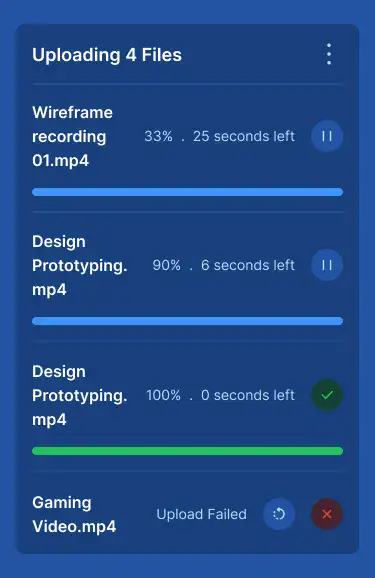 Uploading 4 Files
Wireframe
recording
01.mp4
33% . 25 seconds left
Design
Prototyping.
mp4
90% . 6 seconds left
Design
Prototyping.
mp4
100% . 0 seconds left
Gaming
Video.mp4
Upload Failed